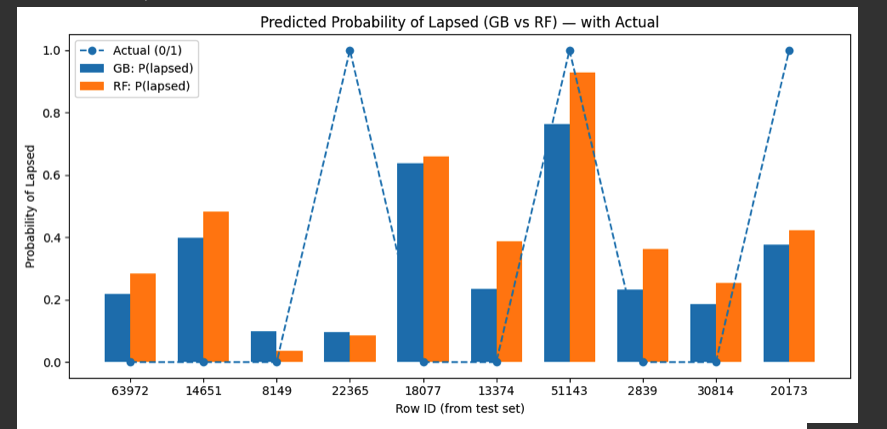 Predicted Probability of Lapsed (GB vs RF) — with Actual
Actual (0/1)
GB: P(lapsed)
RF: P(lapsed)
Probability of Lapsed
1.0
0.8
0.6
0.4
0.2
0.0
63972 14651 8149 22365 18077 13374 51143 2839 30814 20173
Row ID (from test set)